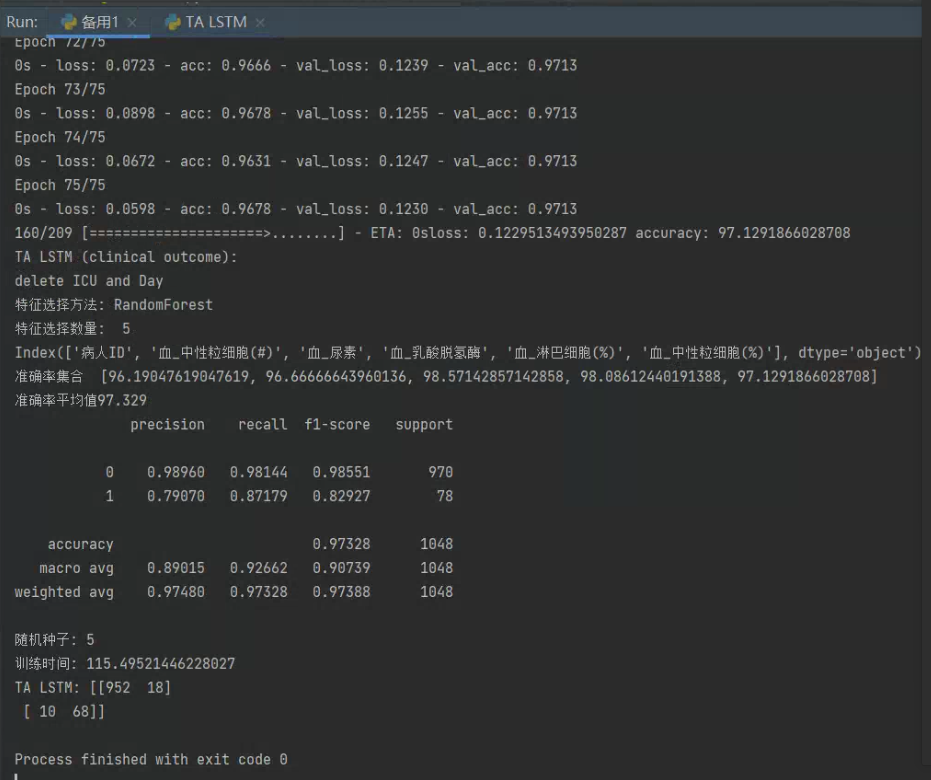 Run: 备用1 × TA LSTM ×
Epoch 72/75
0s - loss: 0.0723 - acc: 0.9666 - val_loss: 0.1239 - val_acc: 0.9713
Epoch 73/75
0s - loss: 0.0898 - acc: 0.9678 - val_loss: 0.1255 - val_acc: 0.9713
Epoch 74/75
0s - loss: 0.0672 - acc: 0.9631 - val_loss: 0.1247 - val_acc: 0.9713
Epoch 75/75
0s - loss: 0.0598 - acc: 0.9678 - val_loss: 0.1230 - val_acc: 0.9713
160/209 [=====================>........] - ETA: 0sloss: 0.1229513493950287 accuracy: 97.1291866028708
TA LSTM (clinical outcome):
delete ICU and Day
特征选择方法: RandomForest
特征选择数量:  5
Index(['病人ID', '血_中性粒细胞(#)', '血_尿素', '血_乳酸脱氢酶', '血_淋巴细胞(%)', '血_中性粒细胞(%)'], dtype='object')
准确率集合  [96.19047619047619, 96.66666643960136, 98.57142857142858, 98.08612440191388, 97.1291866028708]
准确率平均值97.329
precision    recall  f1-score   support
0    0.98960   0.98144   0.98551       970
1    0.79070   0.87179   0.82927        78
accuracy                        0.97328      1048
macro avg    0.89015   0.92662   0.90739      1048
weighted avg    0.97480   0.97328   0.97388      1048
随机种子: 5
训练时间: 115.49521446228027
TA LSTM: [[952  18]
 [ 10  68]]
Process finished with exit code 0